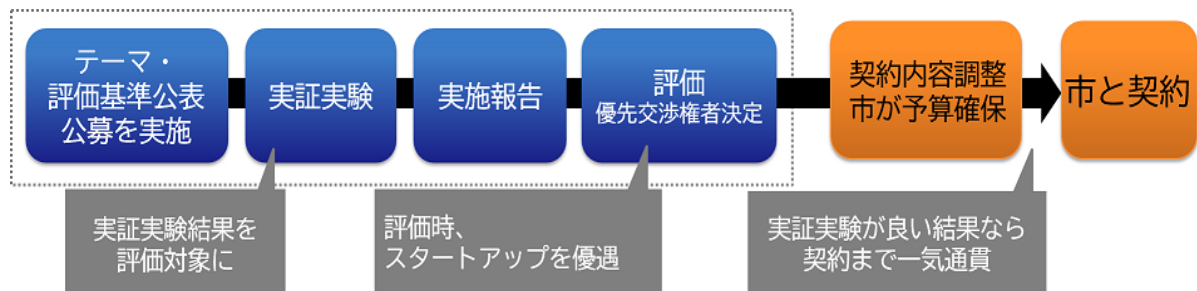 テーマ・
評価基準公表
公募を実施
実証実験
実施報告
評価
優先交渉権者決定
契約内容調整
市が予算確保
市と契約
実証実験結果を
評価対象に
評価時、
スタートアップを優遇
実証実験が良い結果なら
契約まで一気通貫